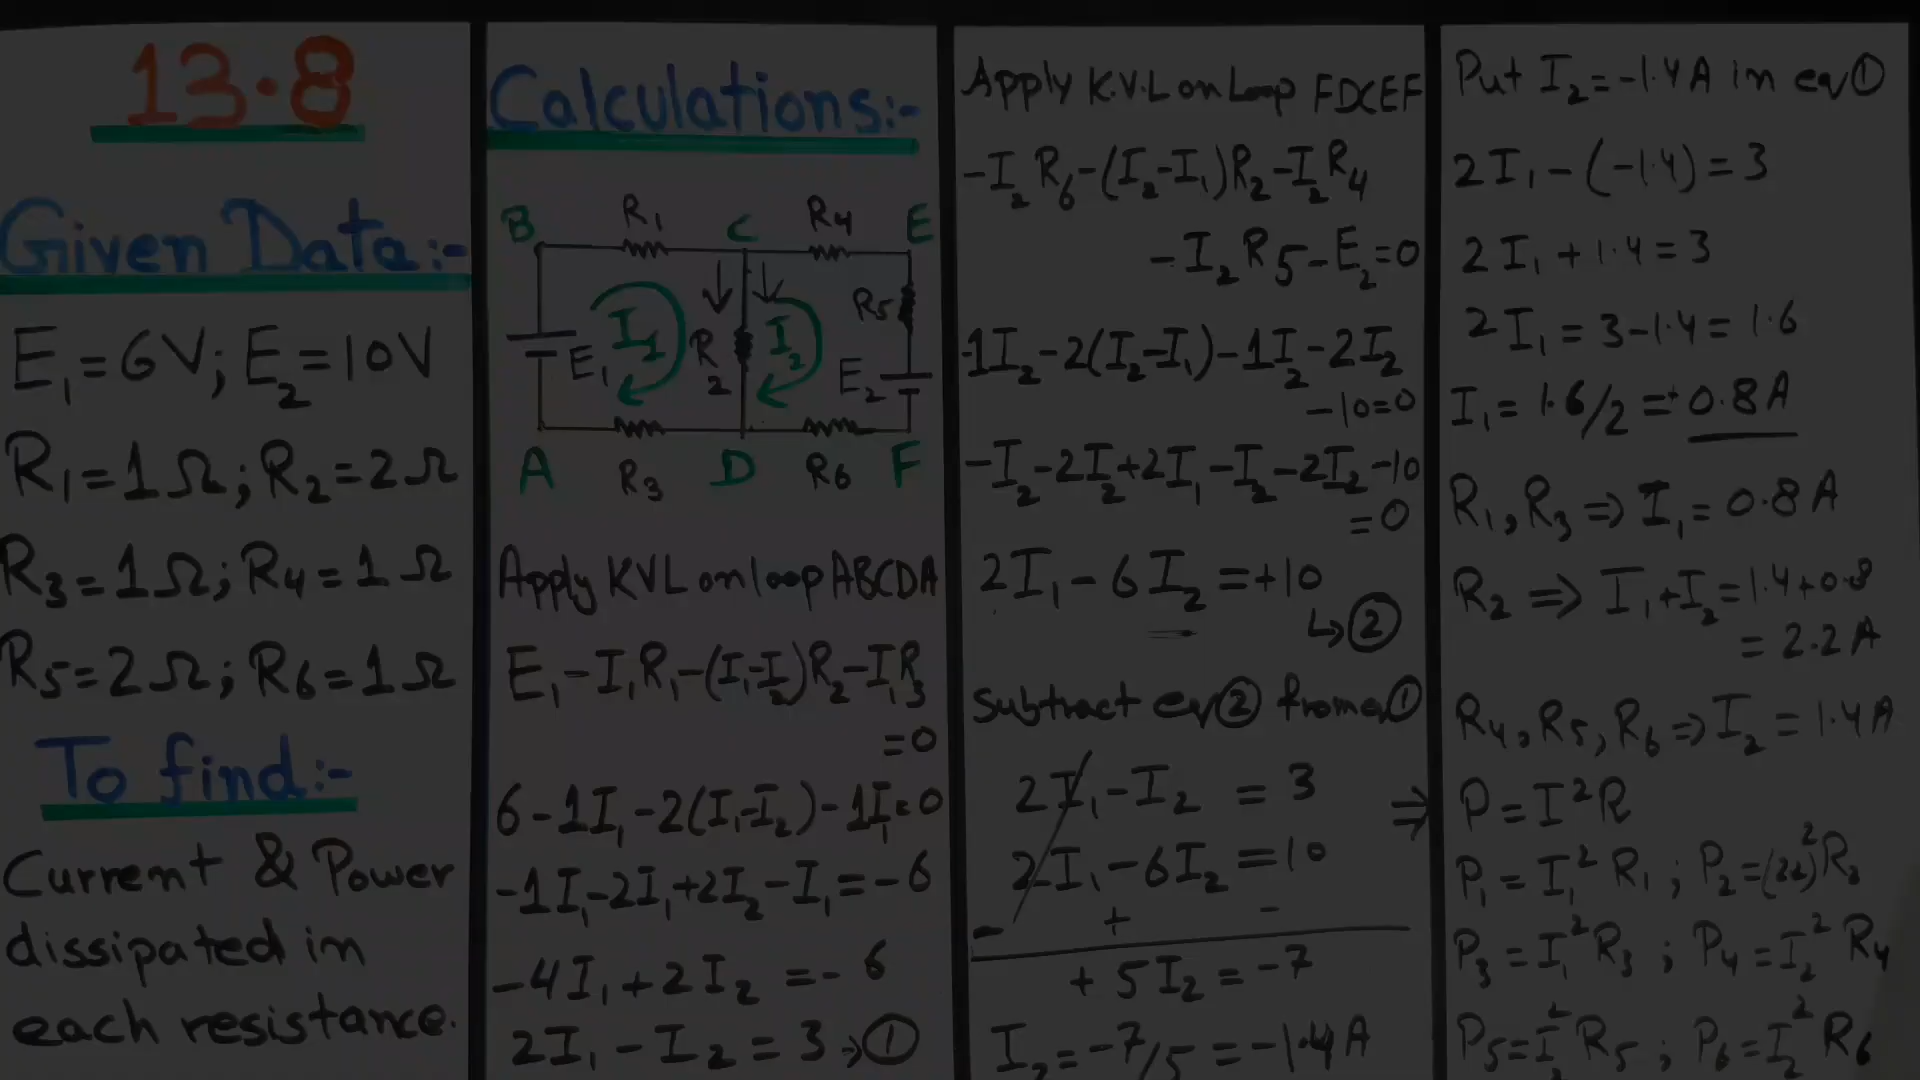 13.8
Given Data:-
E₁=6V; E₂=10V
R₁=1Ω; R₂=2Ω
R₃=1Ω; R₄=1Ω
R₅=2Ω; R₆=1Ω
To find:-
Current & Power
dissipated in
each resistance.
Calculations:-
B R₁ C R₄ E
I₁ R₂ I₂ R₅
E₁ E₂
A R₃ D R₆ F
Apply KVL on loop ABCDA
E₁-I₁R₁-(I₁-I₂)R₂-I₁R₃
=0
6-1I₁-2(I₁-I₂)-1I₁=0
-1I₁-2I₁+2I₂-I₁=-6
-4I₁+2I₂=-6
2I₁-I₂=3→①
Apply K.V.L on Loop FDCEF
-I₂R₆-(I₂-I₁)R₂-I₂R₄
-I₂R₅-E₂=0
-1I₂-2(I₂-I₁)-1I₂-2I₂
-10=0
-I₂-2I₂+2I₁-I₂-2I₂-10
=0
2I₁-6I₂=+10
↳②
Subtract eq② from eq①
2I₁-I₂=3
2I₁-6I₂=10
- + -
+5I₂=-7
I₂=-7/5=-1.4A
Put I₂=-1.4A in eq①
2I₁-(-1.4)=3
2I₁+1.4=3
2I₁=3-1.4=1.6
I₁=1.6/2=+0.8A
R₁,R₃⇒I₁=0.8A
R₂⇒I₁+I₂=1.4+0.8
=2.2A
R₄,R₅,R₆⇒I₂=1.4A
⇒P=I²R
P₁=I₁²R₁; P₂=(2.2)²R₂
P₃=I₁²R₃; P₄=I₂²R₄
P₅=I₂²R₅; P₆=I₂²R₆